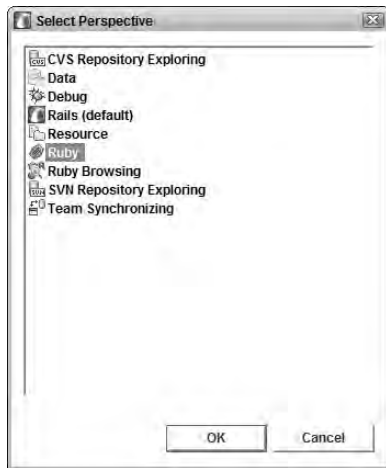 Select Perspective
CVS Repository Exploring
Data
Debug
Rails (default)
Resource
Ruby
Ruby Browsing
SVN Repository Exploring
Team Synchronizing
OK
Cancel